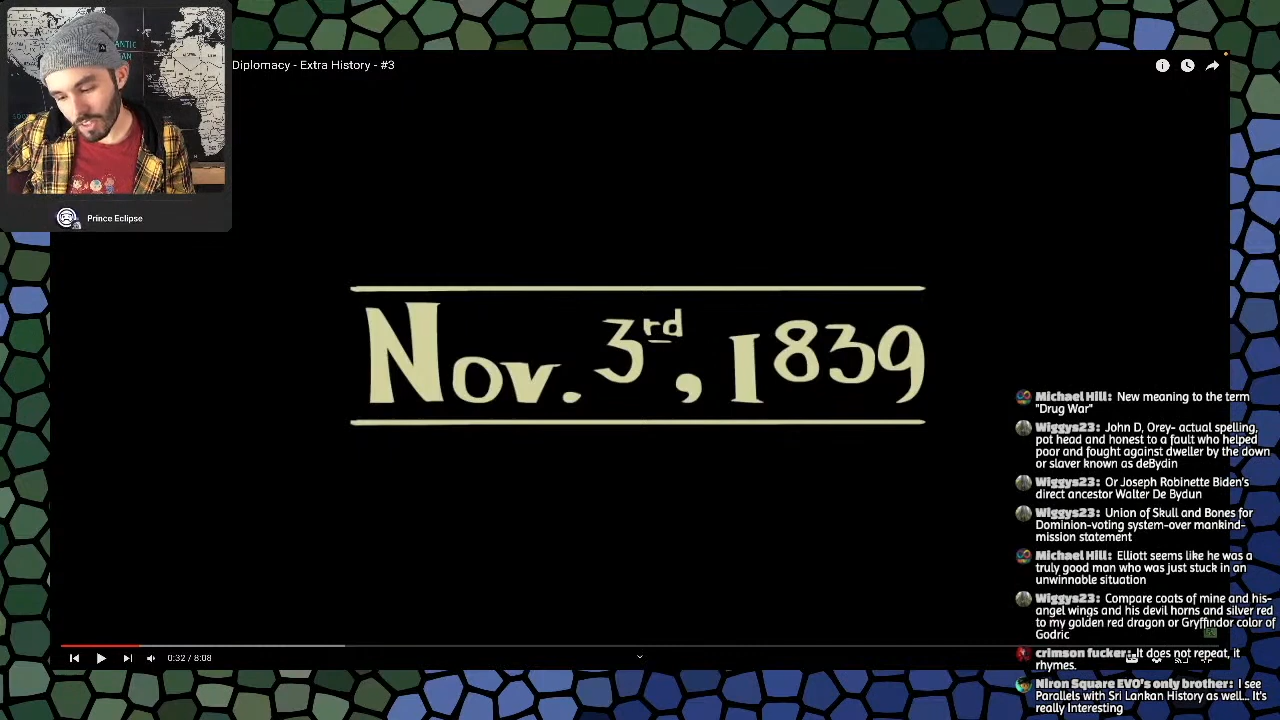 USA
ANTIC
AN
Diplomacy - Extra History - #3
Prince Eclipse
Nov. 3rd, 1839
Michael Hill: New meaning to the term
"Drug War"
Wiggys23: John D, Orey- actual spelling,
pot head and honest to a fault who helped
poor and fought against dweller by the down
or slaver known as deBydin
Wiggys23: Or Joseph Robinette Biden's
direct ancestor Walter De Bydun
Wiggys23: Union of Skull and Bones for
Dominion-voting system-over mankind-
mission statement
Michael Hill: Elliott seems like he was a
truly good man who was just stuck in an
unwinnable situation
Wiggys23: Compare coats of mine and his-
angel wings and his devil horns and silver red
to my golden red dragon or Gryffindor color of
Godric
crimson fucker: It does not repeat, it
rhymes.
Niron Square EVO's only brother: I see
Parallels with Sri Lankan History as well.. It's
really Interesting
0:32 / 8:08